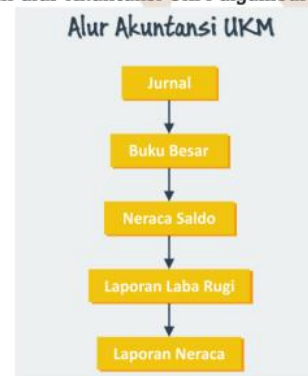 Alur Akuntansi UKM
Jurnal
Buku Besar
Neraca Saldo
Laporan Laba Rugi
Laporan Neraca